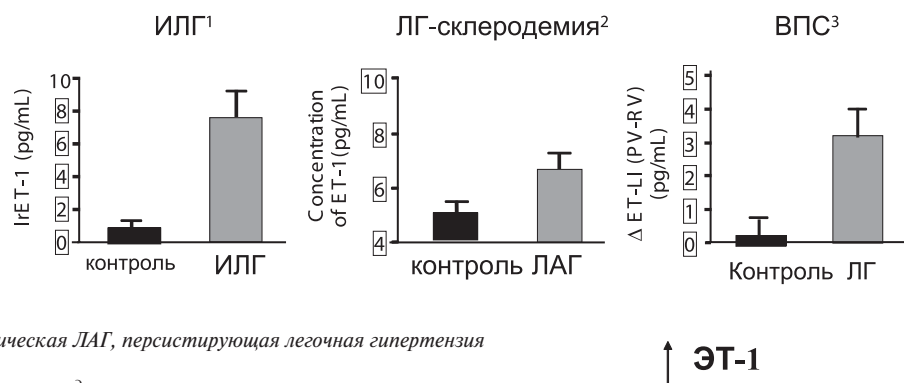 ИЛГ¹
ЛГ-склеродемия²
ВПС³
IrET-1 (pg/mL)
10
8
6
4
2
0
контроль ИЛГ
Concentration
of ET-1(pg/mL)
10
8
6
4
контроль ЛАГ
Δ ET-LI (PV-RV)
(pg/mL)
5
4
3
2
1
0
Контроль ЛГ
ическая ЛАГ, персистирующая легочная гипертензия
ЭТ-1